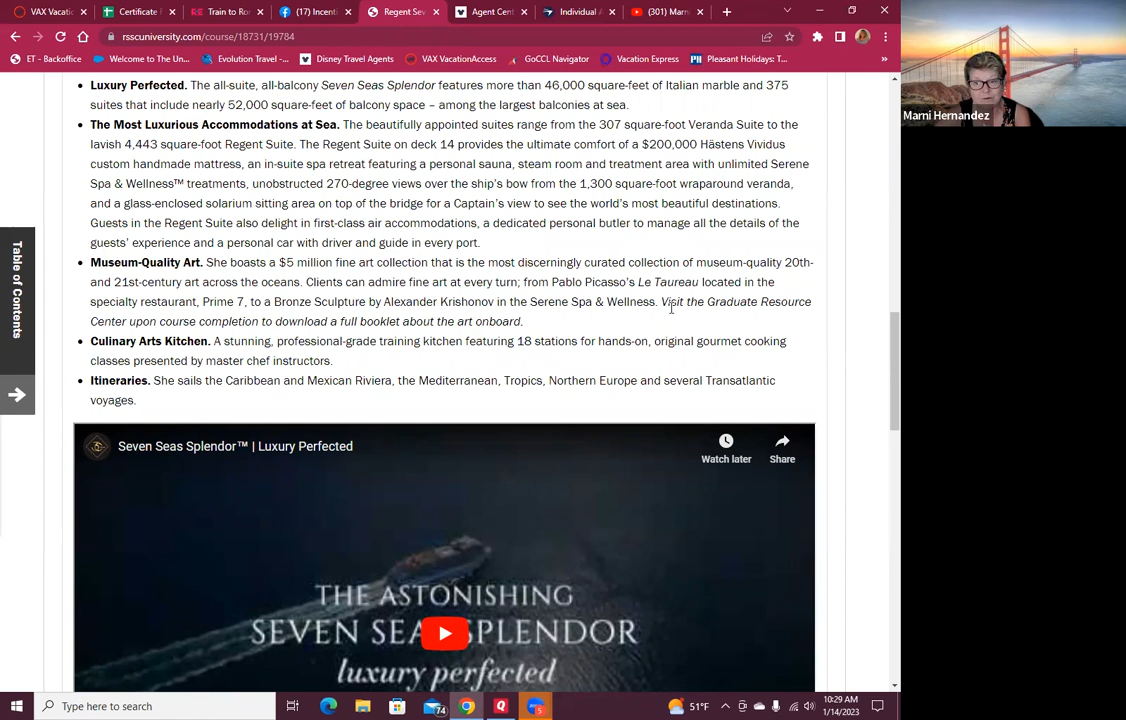 VAX Vacatio
Certificate F
Train to Ro
(17) Incenti
Regent Sev
Agent Cent
Individual A
(301) Marn
rsscuniversity.com/course/18731/19784
ET - Backoffice
Welcome to The Un...
Evolution Travel -...
Disney Travel Agents
VAX VacationAccess
GoCCL Navigator
Vacation Express
Pleasant Holidays: T...
Marni Hernandez
Luxury Perfected. The all-suite, all-balcony Seven Seas Splendor features more than 46,000 square-feet of Italian marble and 375
suites that include nearly 52,000 square-feet of balcony space – among the largest balconies at sea.
The Most Luxurious Accommodations at Sea. The beautifully appointed suites range from the 307 square-foot Veranda Suite to the
lavish 4,443 square-foot Regent Suite. The Regent Suite on deck 14 provides the ultimate comfort of a $200,000 Hästens Vividus
custom handmade mattress, an in-suite spa retreat featuring a personal sauna, steam room and treatment area with unlimited Serene
Spa & Wellness™ treatments, unobstructed 270-degree views over the ship's bow from the 1,300 square-foot wraparound veranda,
and a glass-enclosed solarium sitting area on top of the bridge for a Captain's view to see the world's most beautiful destinations.
Guests in the Regent Suite also delight in first-class air accommodations, a dedicated personal butler to manage all the details of the
guests' experience and a personal car with driver and guide in every port.
Museum-Quality Art. She boasts a $5 million fine art collection that is the most discerningly curated collection of museum-quality 20th-
and 21st-century art across the oceans. Clients can admire fine art at every turn; from Pablo Picasso's Le Taureau located in the
specialty restaurant, Prime 7, to a Bronze Sculpture by Alexander Krishonov in the Serene Spa & Wellness. Visit the Graduate Resource
Center upon course completion to download a full booklet about the art onboard.
Culinary Arts Kitchen. A stunning, professional-grade training kitchen featuring 18 stations for hands-on, original gourmet cooking
classes presented by master chef instructors.
Itineraries. She sails the Caribbean and Mexican Riviera, the Mediterranean, Tropics, Northern Europe and several Transatlantic
voyages.
Table of Contents
Seven Seas Splendor™ | Luxury Perfected
Watch later
Share
THE ASTONISHING
SEVEN SEA SPLENDOR
luxury perfected
Type here to search
74
5
51°F
10:29 AM
1/14/2023